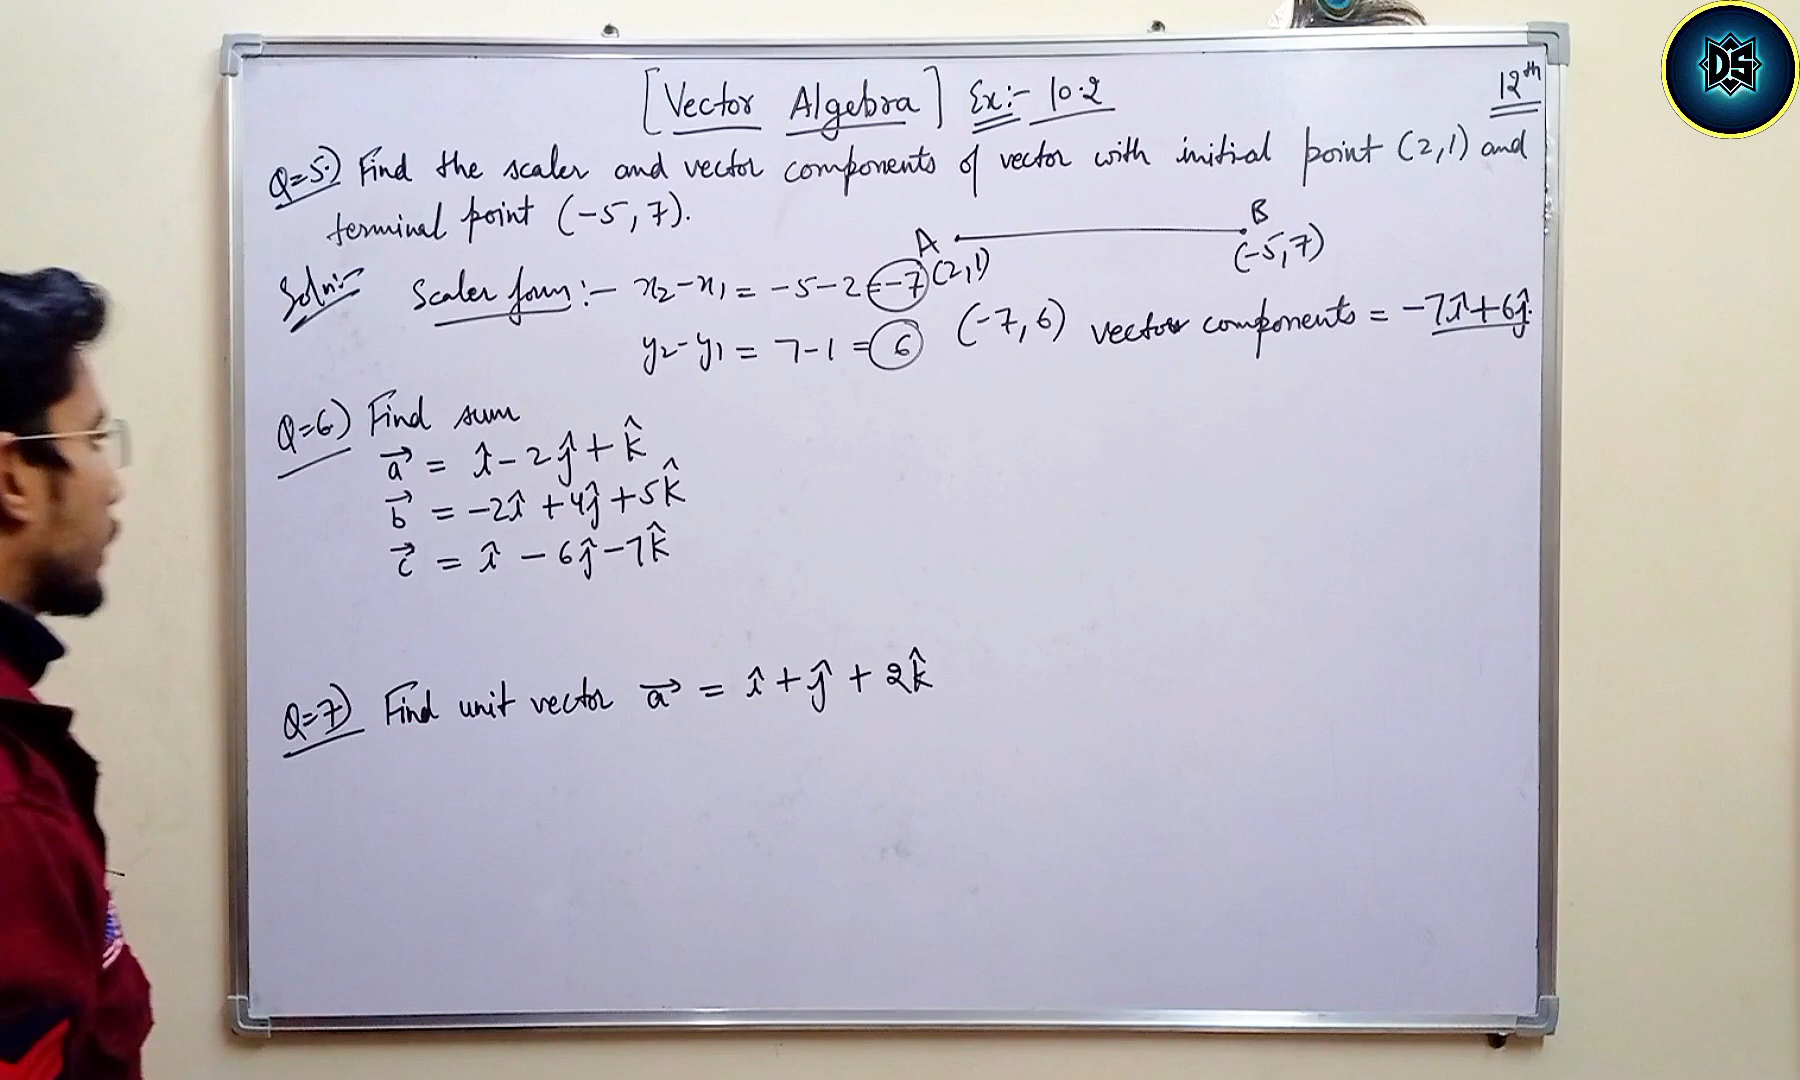 [Vector Algebra] Ex:- 10.2
12th
Q=5.) Find the scaler and vector components of vector with initial point (2,1) and
terminal point (-5,7).
A B
(2,1) (-5,7)
Soln:- Scaler form:- x₂-x₁ = -5-2 = -7
y₂-y₁ = 7-1 = 6 (-7,6) vector components = -7î+6ĵ.
Q=6) Find sum
a⃗ = î - 2ĵ + k̂
b⃗ = -2î + 4ĵ + 5k̂
c⃗ = î - 6ĵ - 7k̂
Q=7) Find unit vector a⃗ = î + ĵ + 2k̂
DS